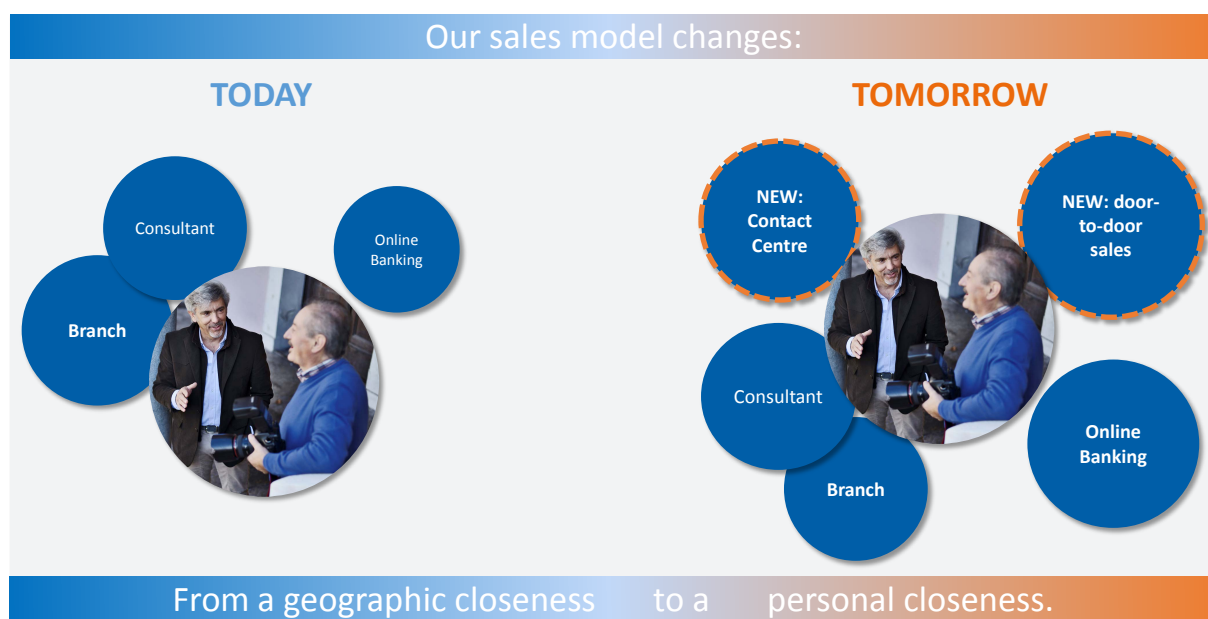 Our sales model changes:
TODAY
Consultant
Online
Banking
Branch
TOMORROW
NEW:
Contact
Centre
NEW: door-
to-door
sales
Consultant
Online
Banking
Branch
From a geographic closeness to a personal closeness.